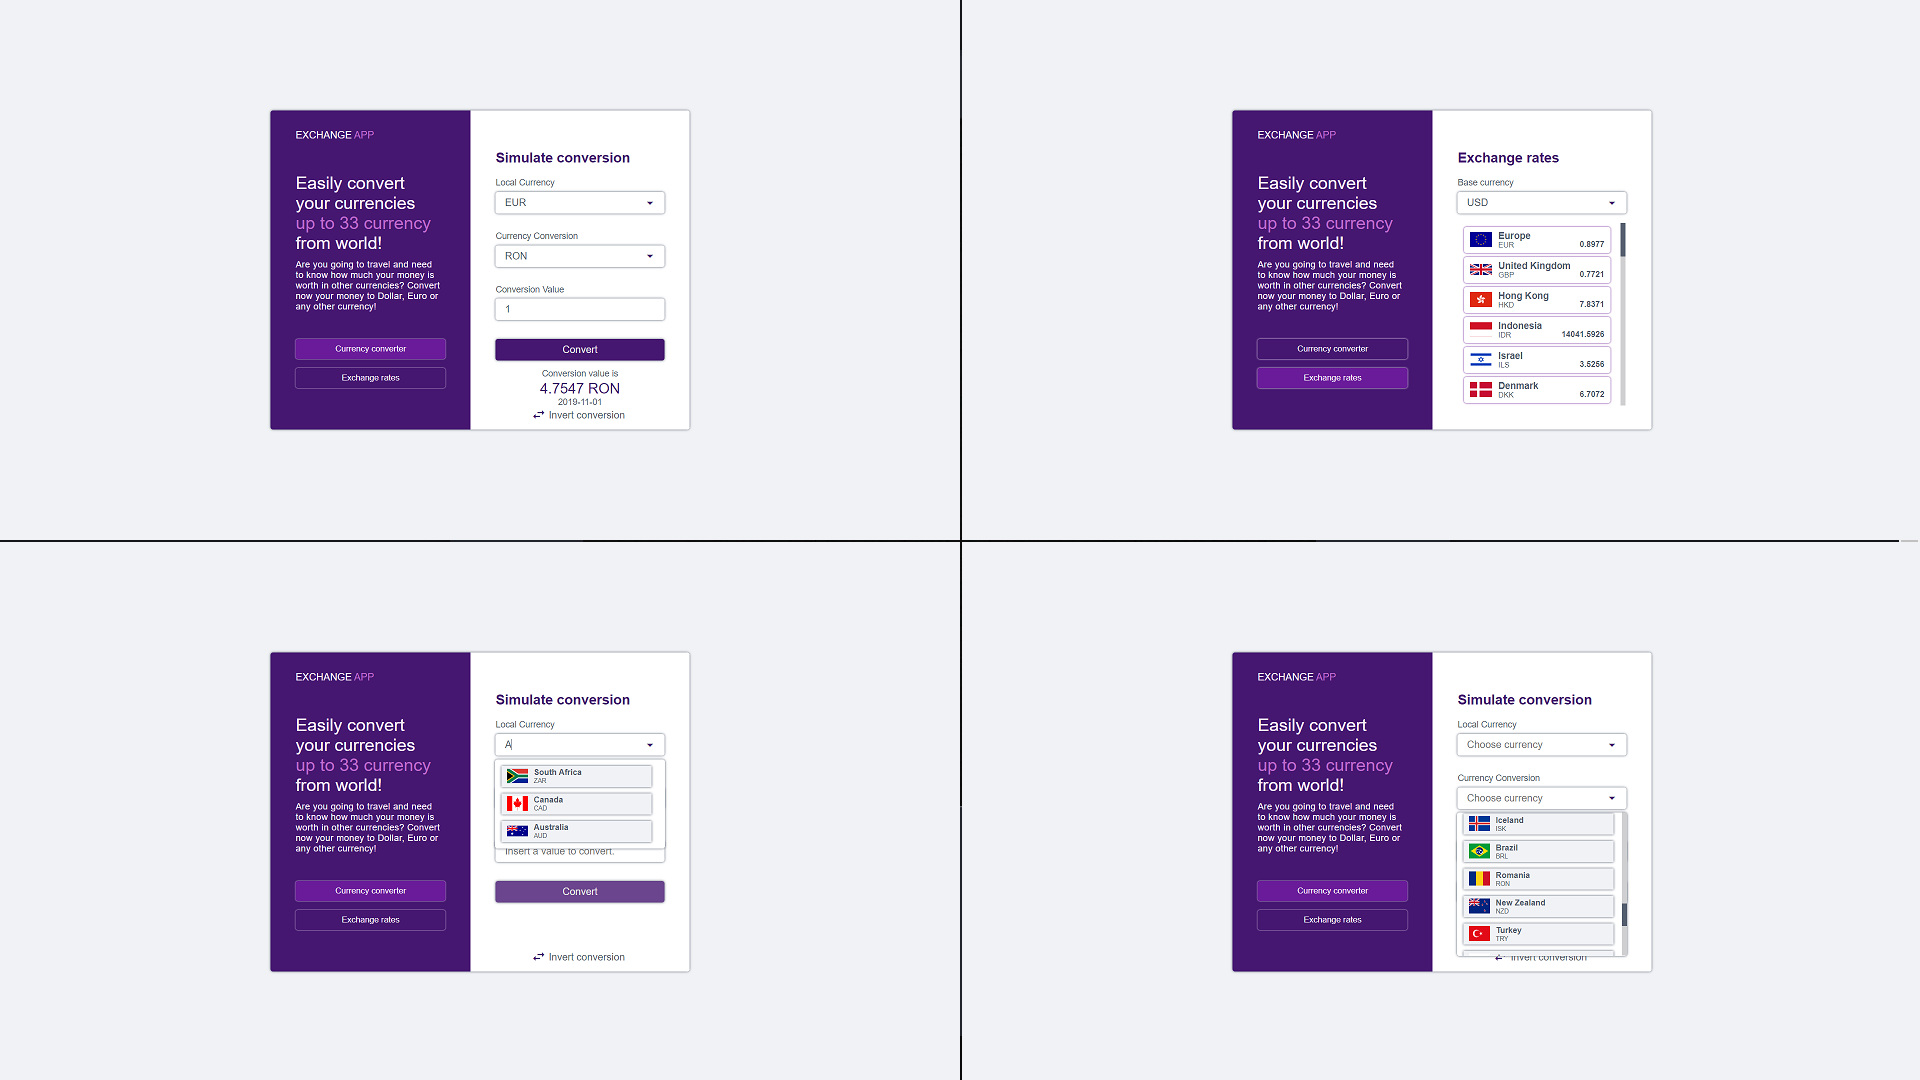 EXCHANGE APP
Easily convert
your currencies
up to 33 currency
from world!
Are you going to travel and need
to know how much your money is
worth in other currencies? Convert
now your money to Dollar, Euro or
any other currency!
Currency converter
Exchange rates
Simulate conversion
Local Currency
EUR
Currency Conversion
RON
Conversion Value
1
Convert
Conversion value is
4.7547 RON
2019-11-01
Invert conversion
EXCHANGE APP
Easily convert
your currencies
up to 33 currency
from world!
Are you going to travel and need
to know how much your money is
worth in other currencies? Convert
now your money to Dollar, Euro or
any other currency!
Currency converter
Exchange rates
Exchange rates
Base currency
USD
Europe
EUR 0.8977
United Kingdom
GBP 0.7721
Hong Kong
HKD 7.8371
Indonesia
IDR 14041.5926
Israel
ILS 3.5256
Denmark
DKK 6.7072
EXCHANGE APP
Easily convert
your currencies
up to 33 currency
from world!
Are you going to travel and need
to know how much your money is
worth in other currencies? Convert
now your money to Dollar, Euro or
any other currency!
Currency converter
Exchange rates
Simulate conversion
Local Currency
A
South Africa
ZAR
Canada
CAD
Australia
AUD
Insert a value to convert.
Convert
Invert conversion
EXCHANGE APP
Easily convert
your currencies
up to 33 currency
from world!
Are you going to travel and need
to know how much your money is
worth in other currencies? Convert
now your money to Dollar, Euro or
any other currency!
Currency converter
Exchange rates
Simulate conversion
Local Currency
Choose currency
Currency Conversion
Choose currency
Iceland
ISK
Brazil
BRL
Romania
RON
New Zealand
NZD
Turkey
TRY
Invert conversion